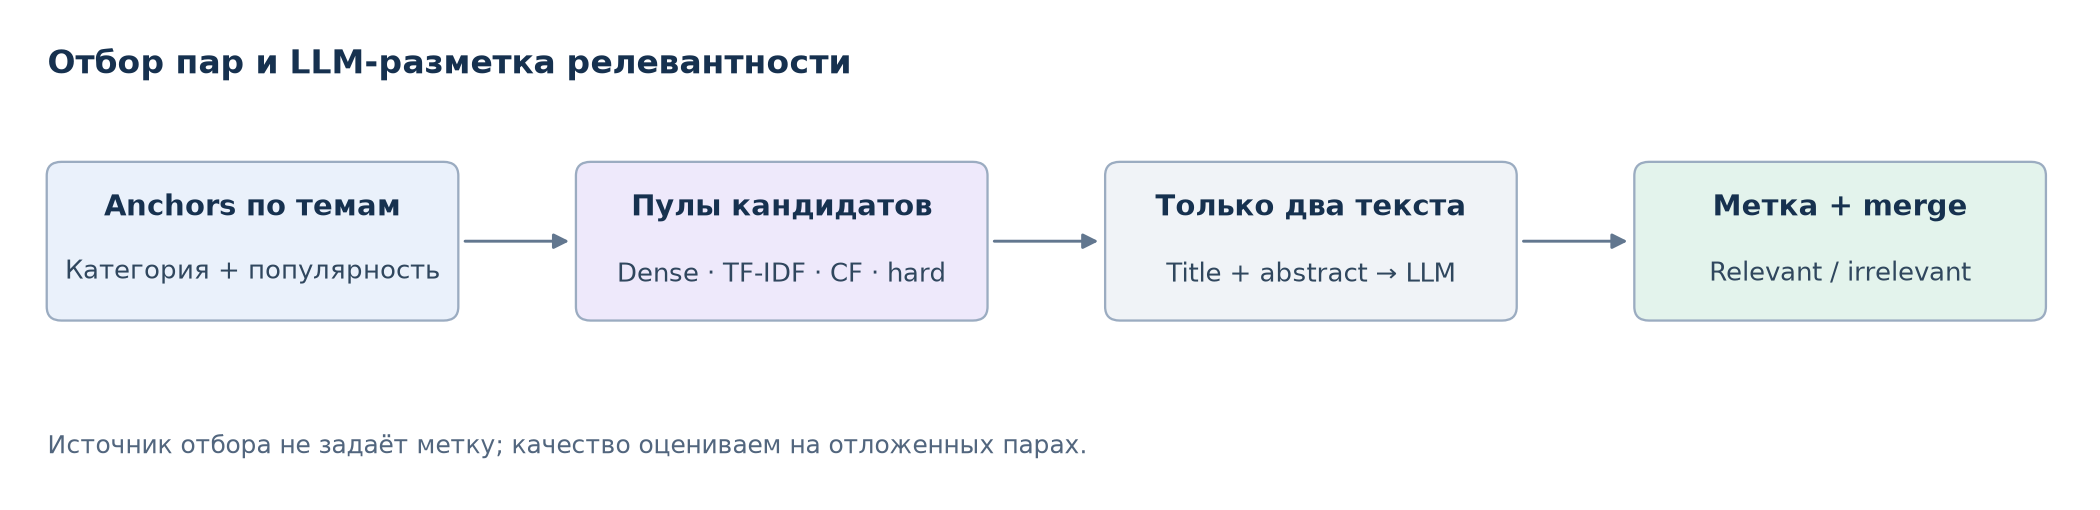 Отбор пар и LLM-разметка релевантности
Anchors по темам
Категория + популярность
Пулы кандидатов
Dense · TF-IDF · CF · hard
Только два текста
Title + abstract → LLM
Метка + merge
Relevant / irrelevant
Источник отбора не задаёт метку; качество оцениваем на отложенных парах.